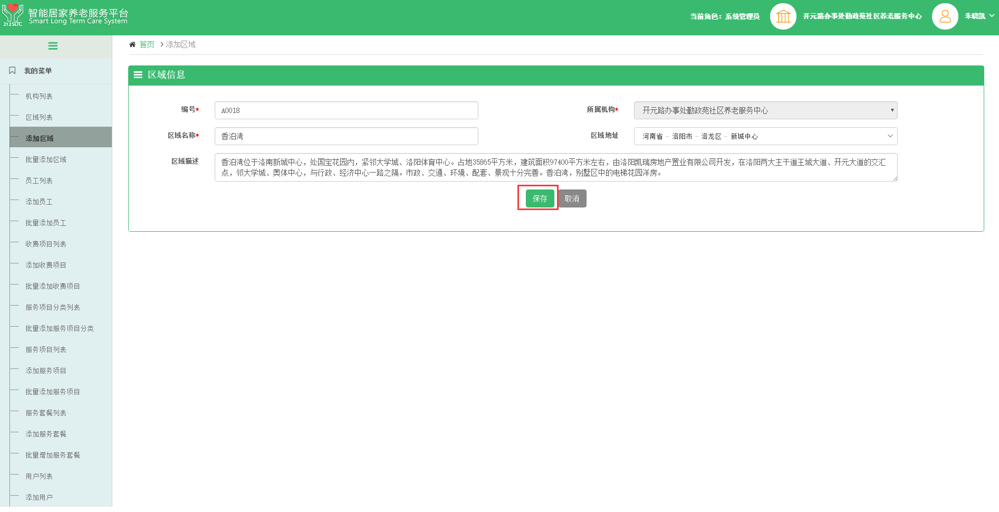 智能居家养老服务平台
Smart Long Term Care System
212SLTC
当前角色：系统管理员
开元路办事处勤政苑社区养老服务中心
朱晓凯
首页 > 添加区域
我的菜单
机构列表
区域列表
添加区域
批量添加区域
员工列表
添加员工
批量添加员工
收费项目列表
添加收费项目
批量添加收费项目
服务项目分类列表
批量添加服务项目分类
服务项目列表
添加服务项目
批量添加服务项目
服务套餐列表
添加服务套餐
批量增加服务套餐
用户列表
添加用户
区域信息
编号* A0018
所属机构* 开元路办事处勤政苑社区养老服务中心
区域名称* 香泊湾
区域地址 河南省 - 洛阳市 - 洛龙区 - 新城中心
区域描述 香泊湾位于洛南新城中心，处国宝花园内，紧邻大学城、洛阳体育中心。占地35865平方米，建筑面积97400平方米左右，由洛阳凯瑞房地产置业有限公司开发，在洛阳两大主干道王城大道、开元大道的交汇
点，邻大学城、奥体中心，与行政、经济中心一路之隔。市政、交通、环境、配套、景观十分完善。香泊湾，别墅区中的电梯花园洋房。
保存 取消